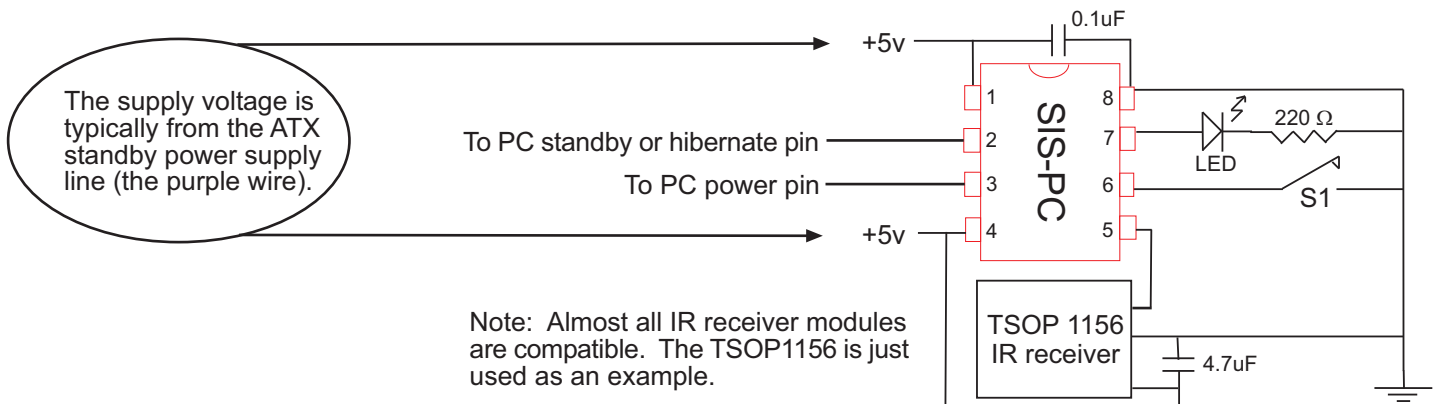 0.1uF
+5v
The supply voltage is
typically from the ATX
standby power supply
line (the purple wire).
1
8
SIS-PC
To PC standby or hibernate pin
2
7
LED
220 Ω
To PC power pin
3
6
S1
+5v
4
5
Note: Almost all IR receiver modules
are compatible. The TSOP1156 is just
used as an example.
TSOP 1156
IR receiver
4.7uF